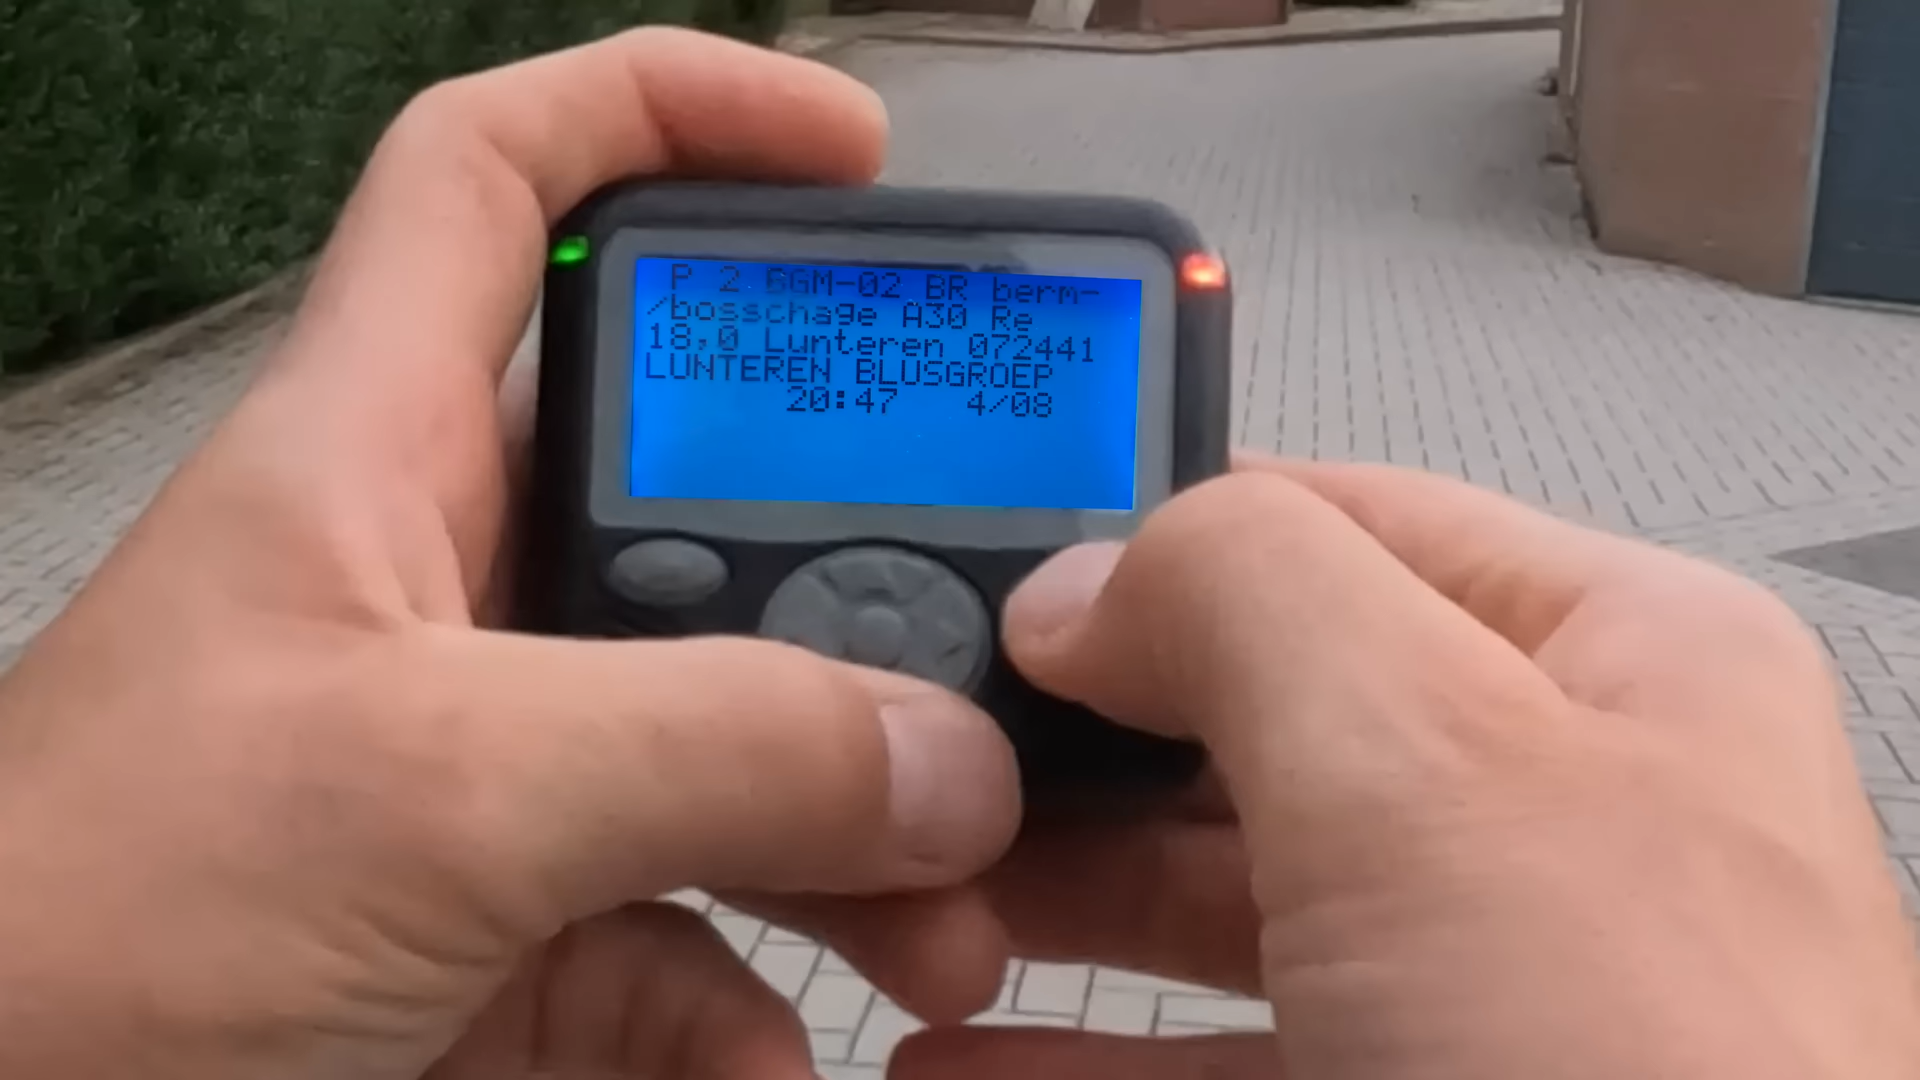 P 2 BGM-02 BR berm-
/bosschage A30 Re
18,0 Lunteren 072441
LUNTEREN BLUSGROEP
20:47 4/08